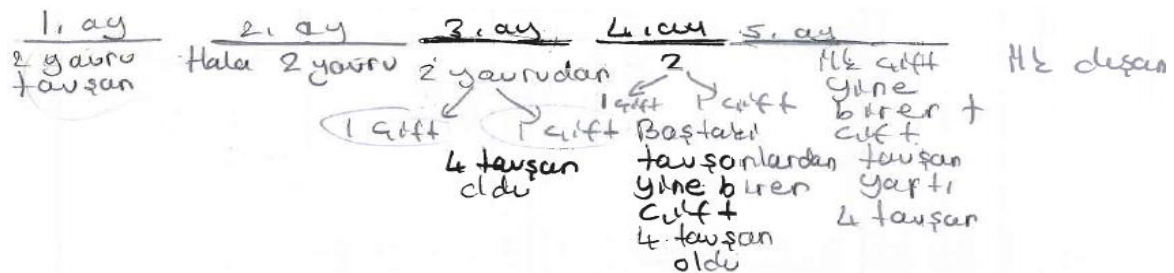 1. ay 2. ay 3. ay 4. ay 5. ay
2 yavru
tavşan
Hala 2 yavru
2 yavrudan
1 Çift 1 Çift
4 tavşan
oldu
2
1 Çift 1 Çift
Baştaki
tavşanlardan
yine birer
çift
4 tavşan
oldu
İlk çift
yine
birer
çift
tavşan
yaptı
4 tavşan
İlk